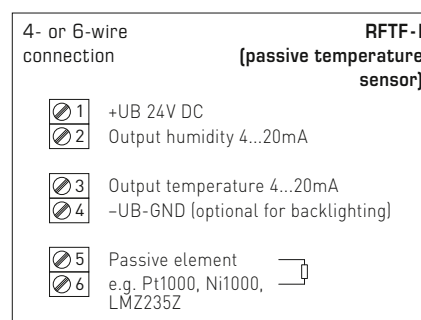 4- or 6-wire RFTF-I
connection (passive temperature
sensor)
1 +UB 24V DC
2 Output humidity 4...20mA
3 Output temperature 4...20mA
4 –UB-GND (optional for backlighting)
5 Passive element
6 e.g. Pt1000, Ni1000,
LMZ235Z